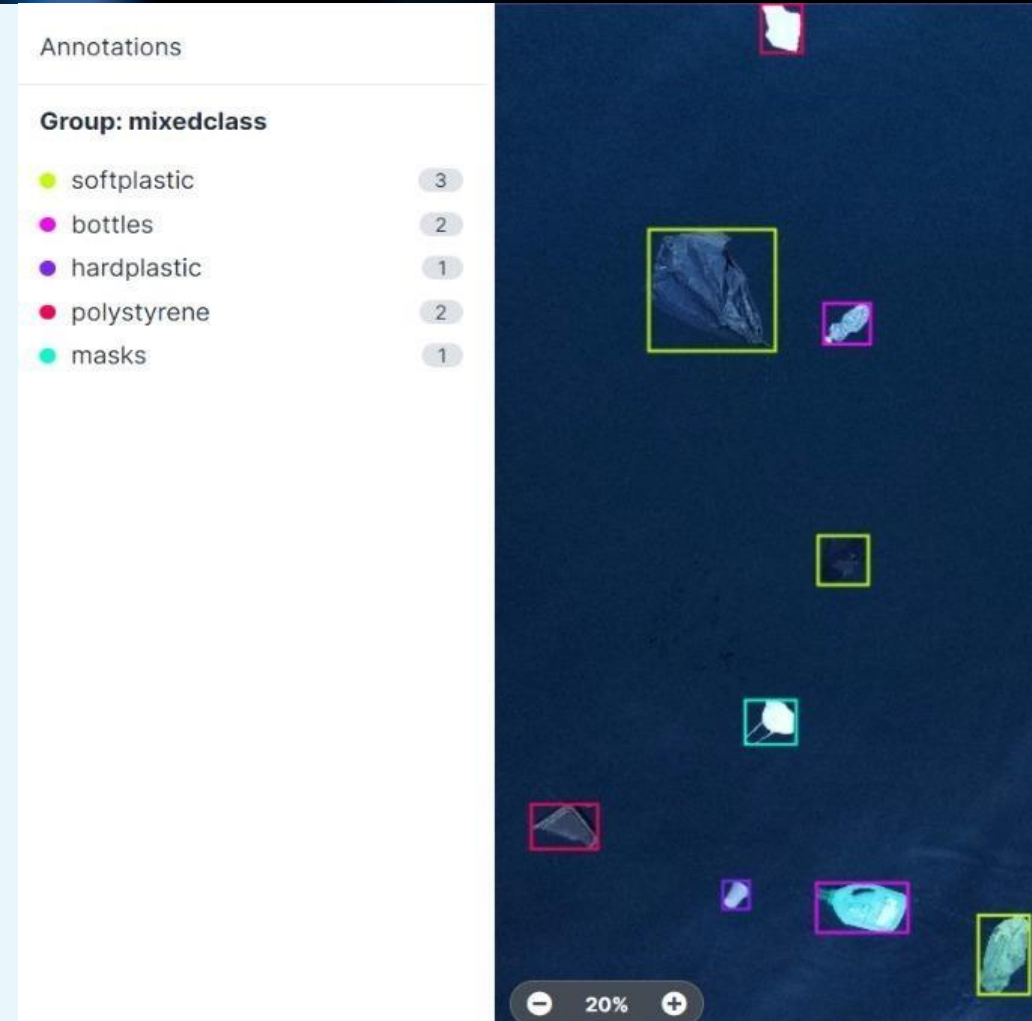 Annotations
Group: mixedclass
softplastic 3
bottles 2
hardplastic 1
polystyrene 2
masks 1
20%